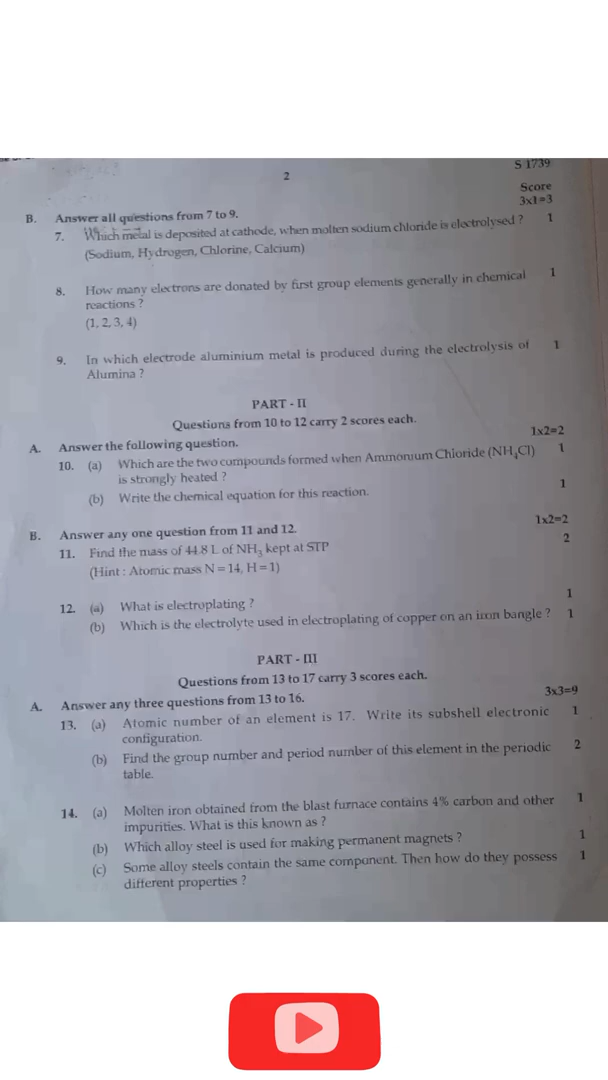 S 1739
2
Score
3x1=3
B. Answer all questions from 7 to 9.
7. Which metal is deposited at cathode, when molten sodium chloride is electrolysed ? 1
(Sodium, Hydrogen, Chlorine, Calcium)
8. How many electrons are donated by first group elements generally in chemical 1
reactions ?
(1, 2, 3, 4)
9. In which electrode aluminium metal is produced during the electrolysis of 1
Alumina ?
PART - II
Questions from 10 to 12 carry 2 scores each.
1x2=2
A. Answer the following question.
10. (a) Which are the two compounds formed when Ammonium Chloride (NH₄Cl) 1
is strongly heated ?
(b) Write the chemical equation for this reaction. 1
1x2=2
B. Answer any one question from 11 and 12.
11. Find the mass of 44.8 L of NH₃ kept at STP 2
(Hint : Atomic mass N = 14, H = 1)
12. (a) What is electroplating ? 1
(b) Which is the electrolyte used in electroplating of copper on an iron bangle ? 1
PART - III
Questions from 13 to 17 carry 3 scores each.
A. Answer any three questions from 13 to 16. 3x3=9
13. (a) Atomic number of an element is 17. Write its subshell electronic 1
configuration.
(b) Find the group number and period number of this element in the periodic 2
table.
14. (a) Molten iron obtained from the blast furnace contains 4% carbon and other 1
impurities. What is this known as ?
(b) Which alloy steel is used for making permanent magnets ? 1
(c) Some alloy steels contain the same component. Then how do they possess 1
different properties ?